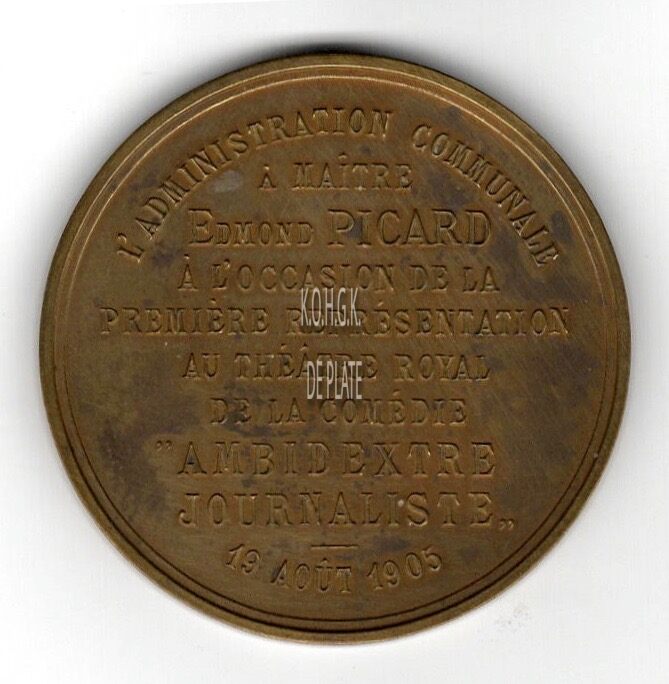 L'ADMINISTRATION COMMUNALE
À MAÎTRE
EDMOND PICARD
À L'OCCASION DE LA
PREMIÈRE REPRÉSENTATION
AU THÉÂTRE ROYAL
DE LA COMÉDIE
"AMBIDEXTRE
JOURNALISTE„
19 AOÛT 1905
K.O.H.G.K.
DE PLATE